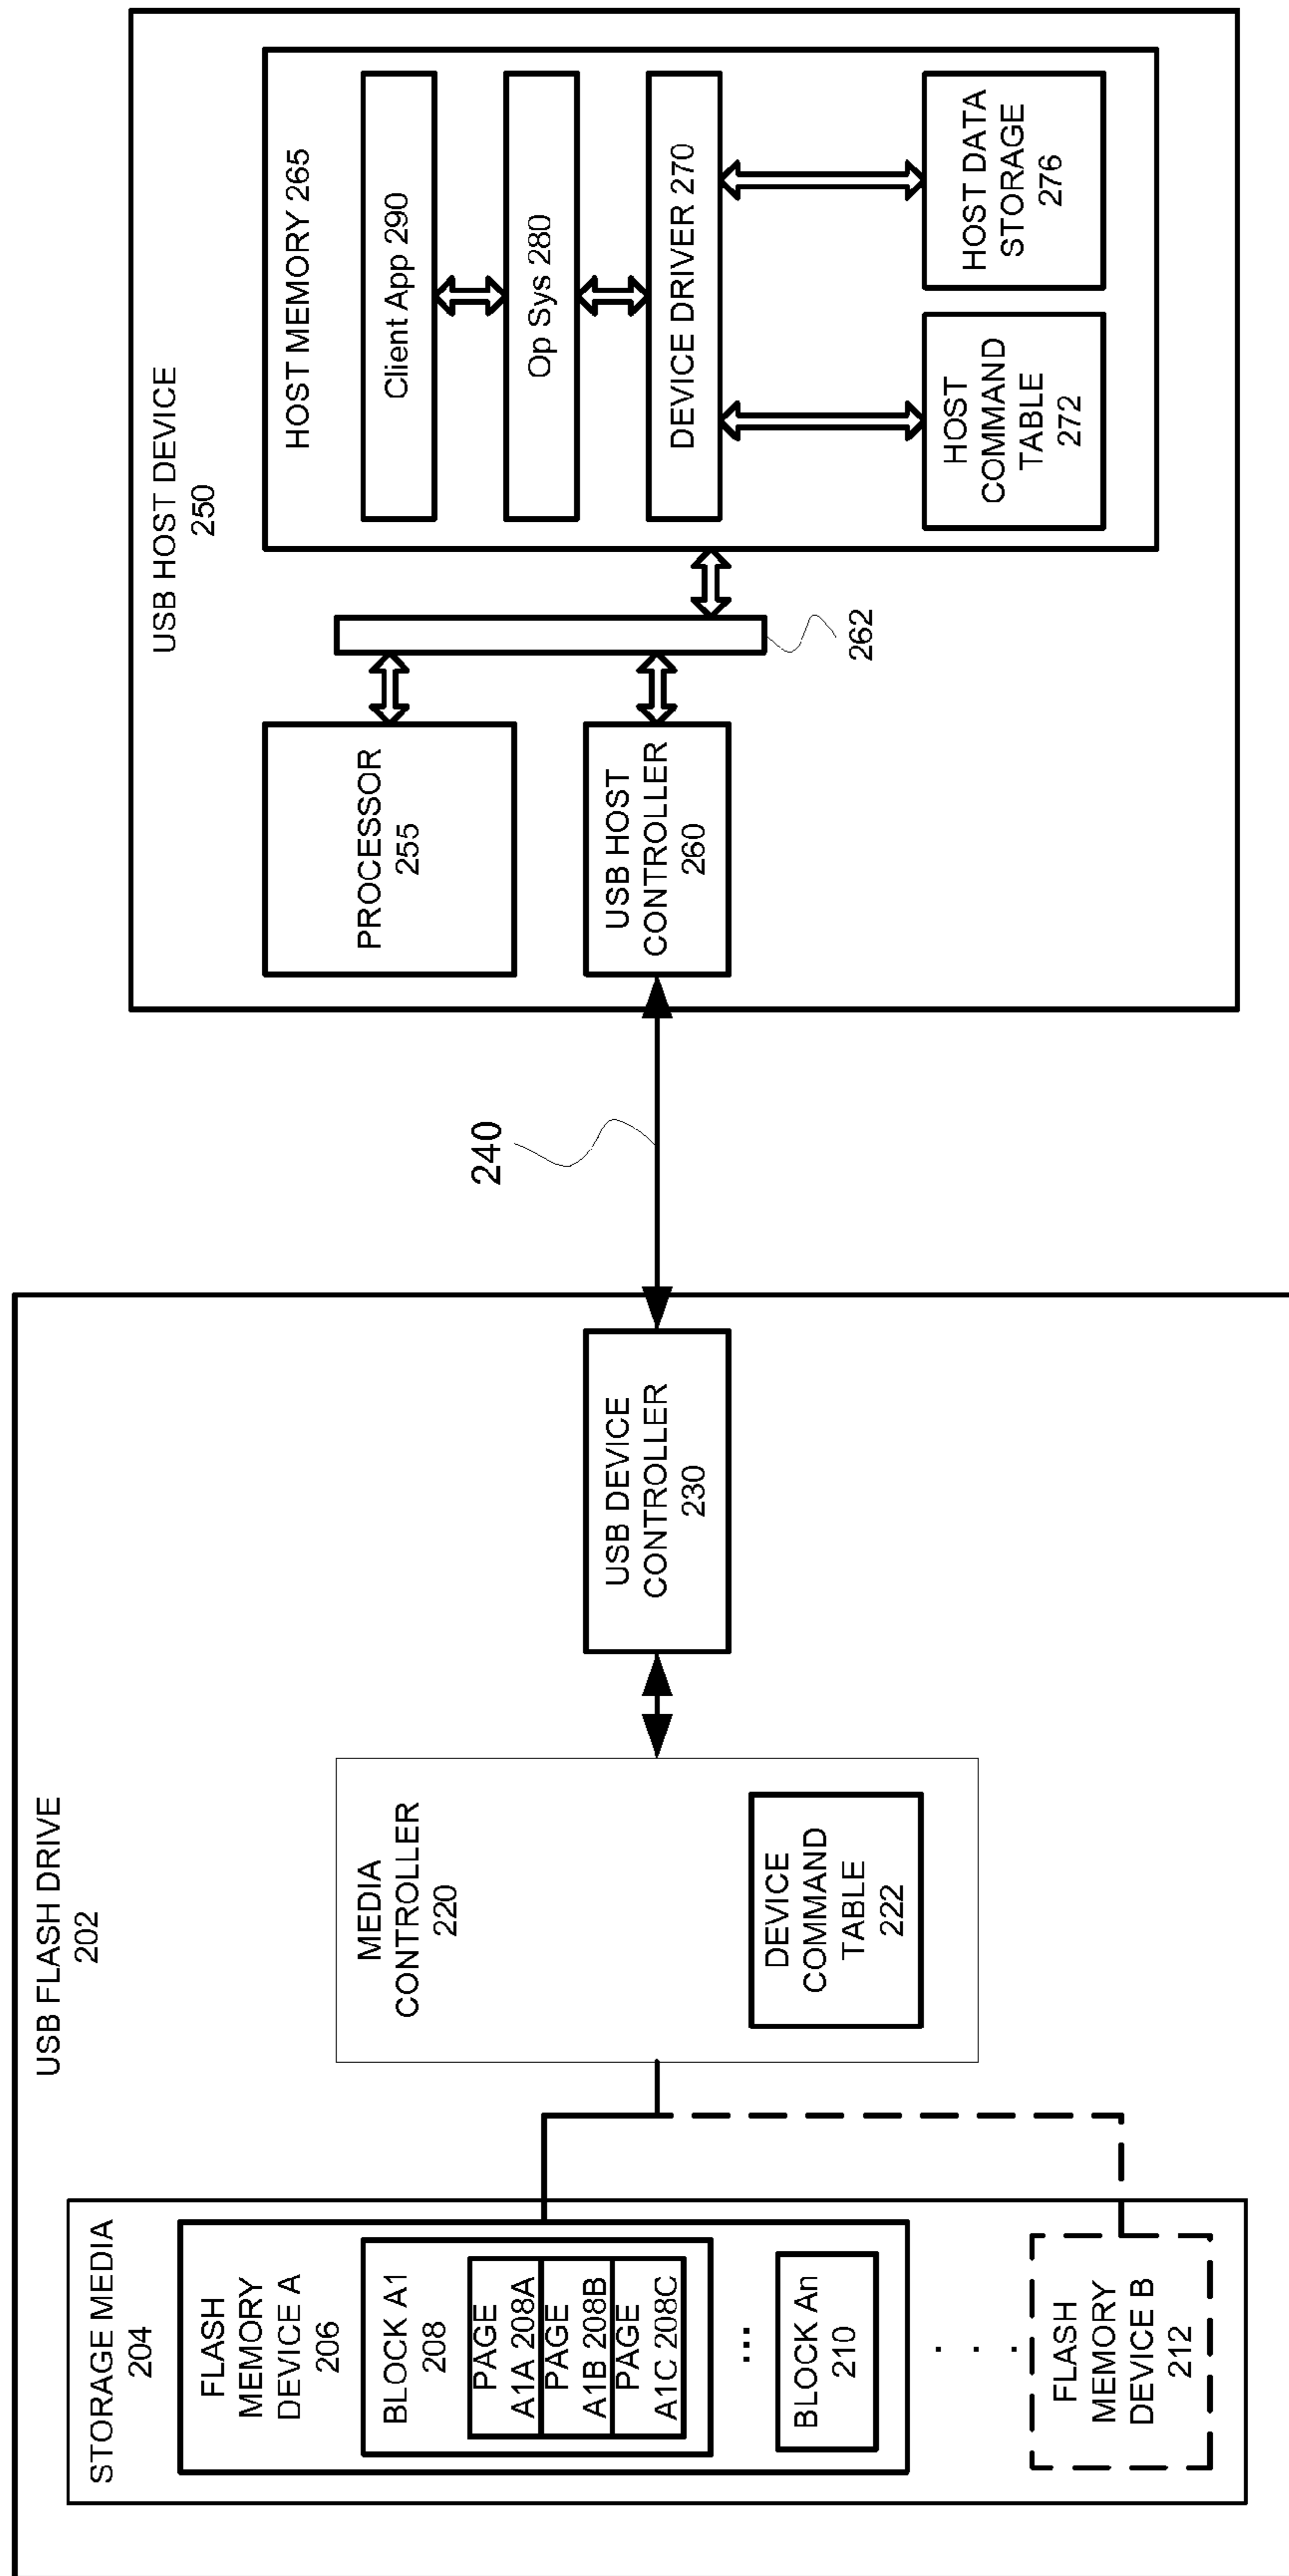 USB FLASH DRIVE
202
STORAGE MEDIA
204
FLASH
MEMORY
DEVICE A
206
BLOCK A1
208
PAGE
A1A 208A
PAGE
A1B 208B
PAGE
A1C 208C
...
BLOCK An
210
. . .
FLASH
MEMORY
DEVICE B
212
MEDIA
CONTROLLER
220
DEVICE
COMMAND
TABLE
222
USB DEVICE
CONTROLLER
230
240
USB HOST DEVICE
250
PROCESSOR
255
USB HOST
CONTROLLER
260
262
HOST MEMORY 265
Client App 290
Op Sys 280
DEVICE DRIVER 270
HOST
COMMAND
TABLE
272
HOST DATA
STORAGE
276